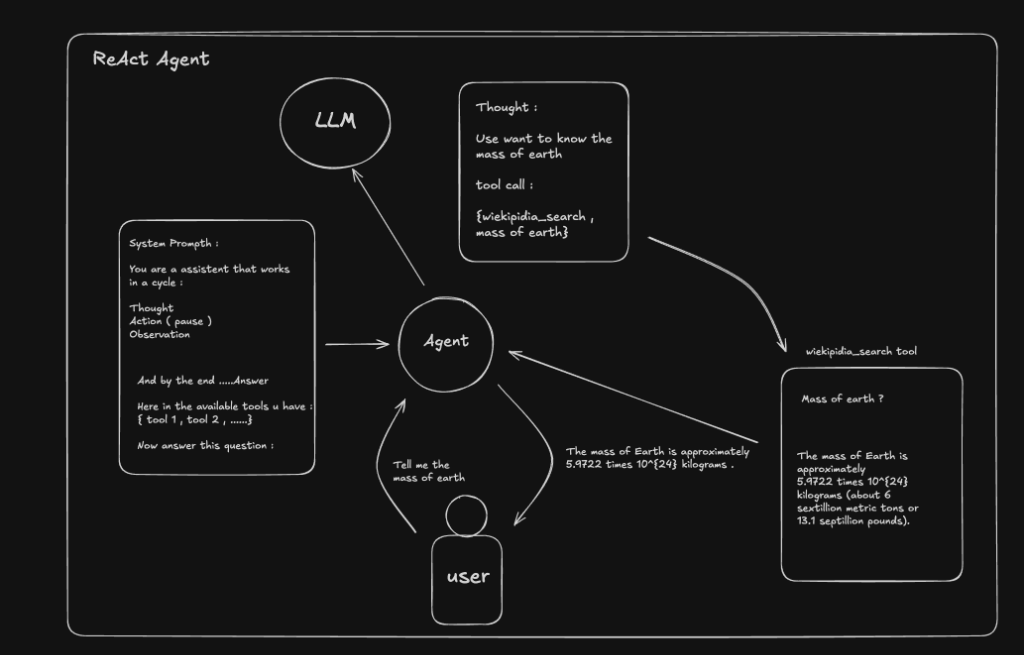 ReAct Agent
LLM
Thought :
Use want to know the
mass of earth
tool call :
{wiekipidia_search ,
mass of earth}
System Prompth :
You are a assistent that works
in a cycle :
Thought
Action ( pause )
Observation
And by the end .....Answer
Here in the available tools u have :
{ tool 1 , tool 2 , ......}
Now answer this question :
Agent
wiekipidia_search tool
Mass of earth ?
The mass of Earth is
approximately
5.9722 times 10^{24}
kilograms (about 6
sextillion metric tons or
13.1 septillion pounds).
The mass of Earth is approximately
5.9722 times 10^{24} kilograms .
Tell me the
mass of earth
user